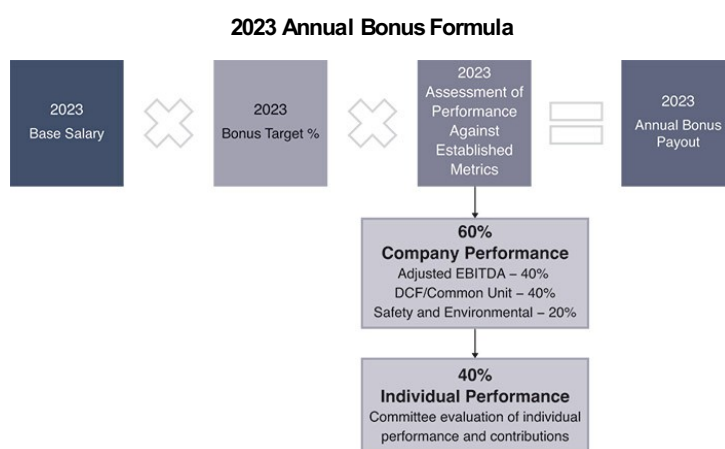 2023 Annual Bonus Formula
2023
Base Salary
2023
Bonus Target %
2023
Assessment of
Performance
Against
Established
Metrics
2023
Annual Bonus
Payout
60%
Company Performance
Adjusted EBITDA – 40%
DCF/Common Unit – 40%
Safety and Environmental – 20%
40%
Individual Performance
Committee evaluation of individual
performance and contributions